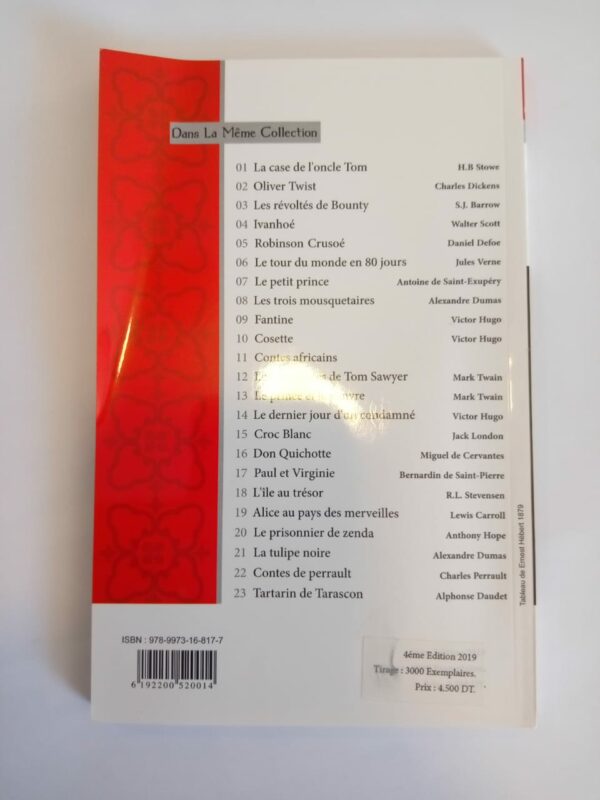 Dans La Même Collection
01 La case de l'oncle Tom H.B Stowe
02 Oliver Twist Charles Dickens
03 Les révoltés de Bounty S.J. Barrow
04 Ivanhoé Walter Scott
05 Robinson Crusoé Daniel Defoe
06 Le tour du monde en 80 jours Jules Verne
07 Le petit prince Antoine de Saint-Exupéry
08 Les trois mousquetaires Alexandre Dumas
09 Fantine Victor Hugo
10 Cosette Victor Hugo
11 Contes africains
12 de Tom Sawyer Mark Twain
13 Le prince et Mark Twain
14 Le dernier jour d'un condamné Victor Hugo
15 Croc Blanc Jack London
16 Don Quichotte Miguel de Cervantes
17 Paul et Virginie Bernardin de Saint-Pierre
18 L'île au trésor R.L. Stevensen
19 Alice au pays des merveilles Lewis Carroll
20 Le prisonnier de zenda Anthony Hope
21 La tulipe noire Alexandre Dumas
22 Contes de perrault Charles Perrault
23 Tartarin de Tarascon Alphonse Daudet
Tableau de Ernest Hébert 1879
ISBN : 978-9973-16-817-7
6 192200 520014
4éme Edition 2019
Tirage : 3000 Exemplaires.
Prix : 4.500 DT.